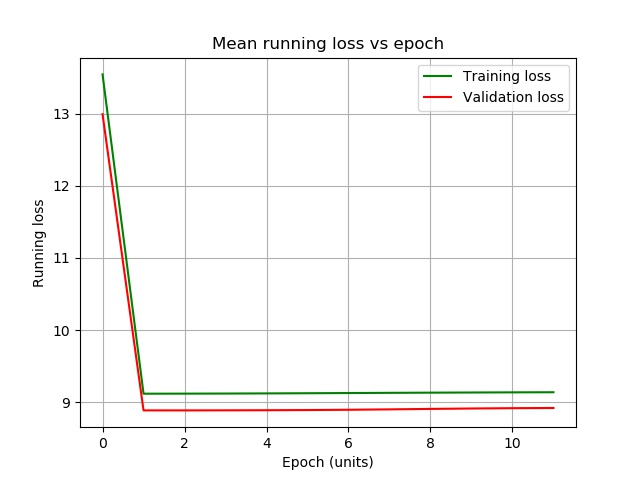 Mean running loss vs epoch
Training loss
Validation loss
13
12
11
10
9
Running loss
0 2 4 6 8 10
Epoch (units)